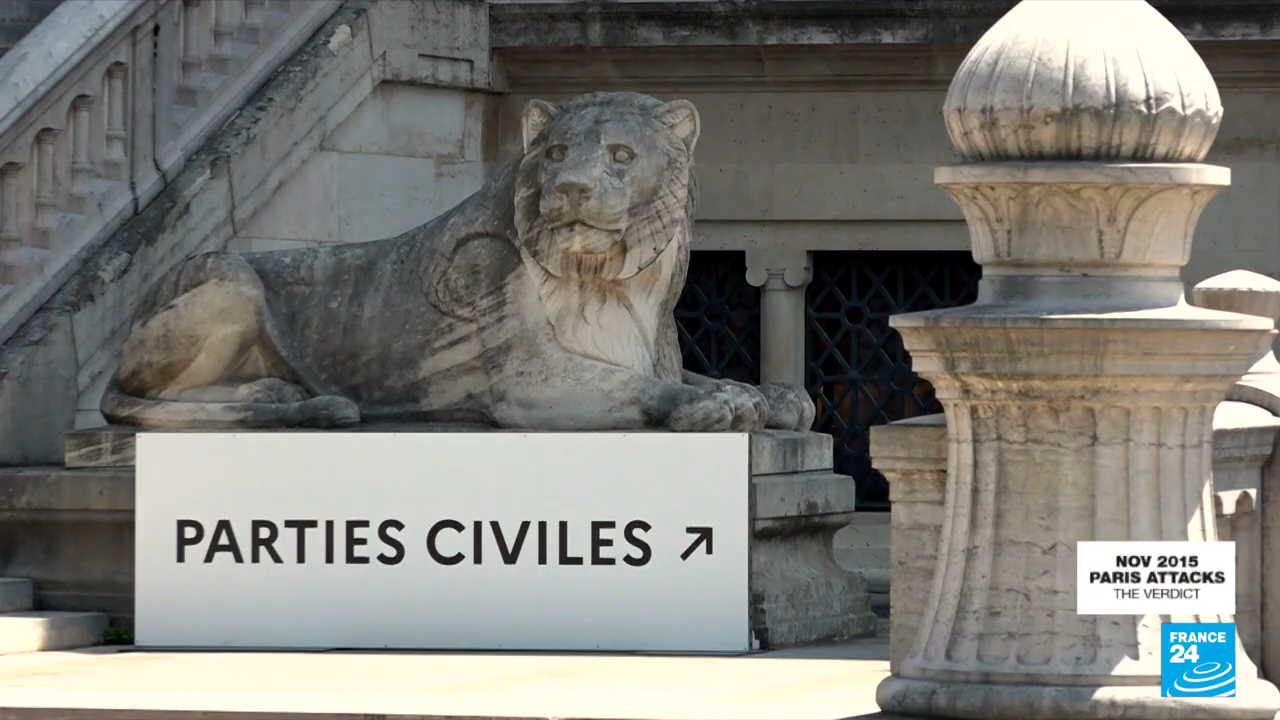 PARTIES CIVILES ↗
NOV 2015
PARIS ATTACKS
THE VERDICT
FRANCE
24